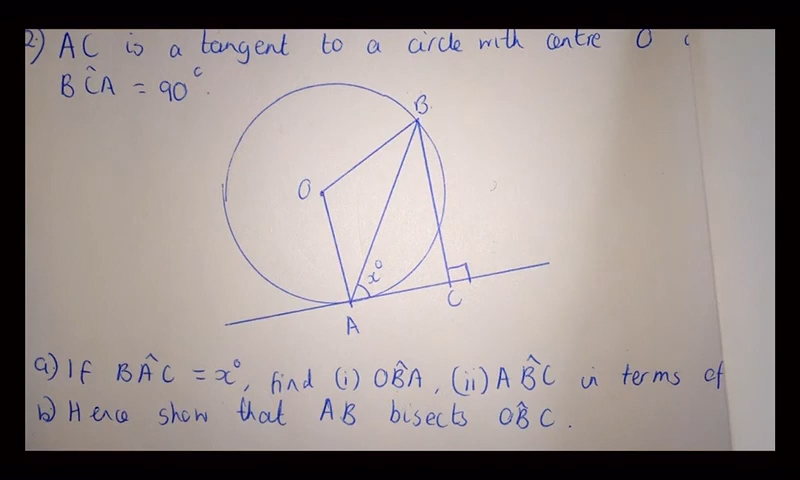 2) AC is a tangent to a circle with centre O
BĈA = 90°.
B
O
x°
C
A
a) If BÂC = x°, find (i) OB̂A, (ii) AB̂C in terms of
b) Hence show that AB bisects OB̂C.